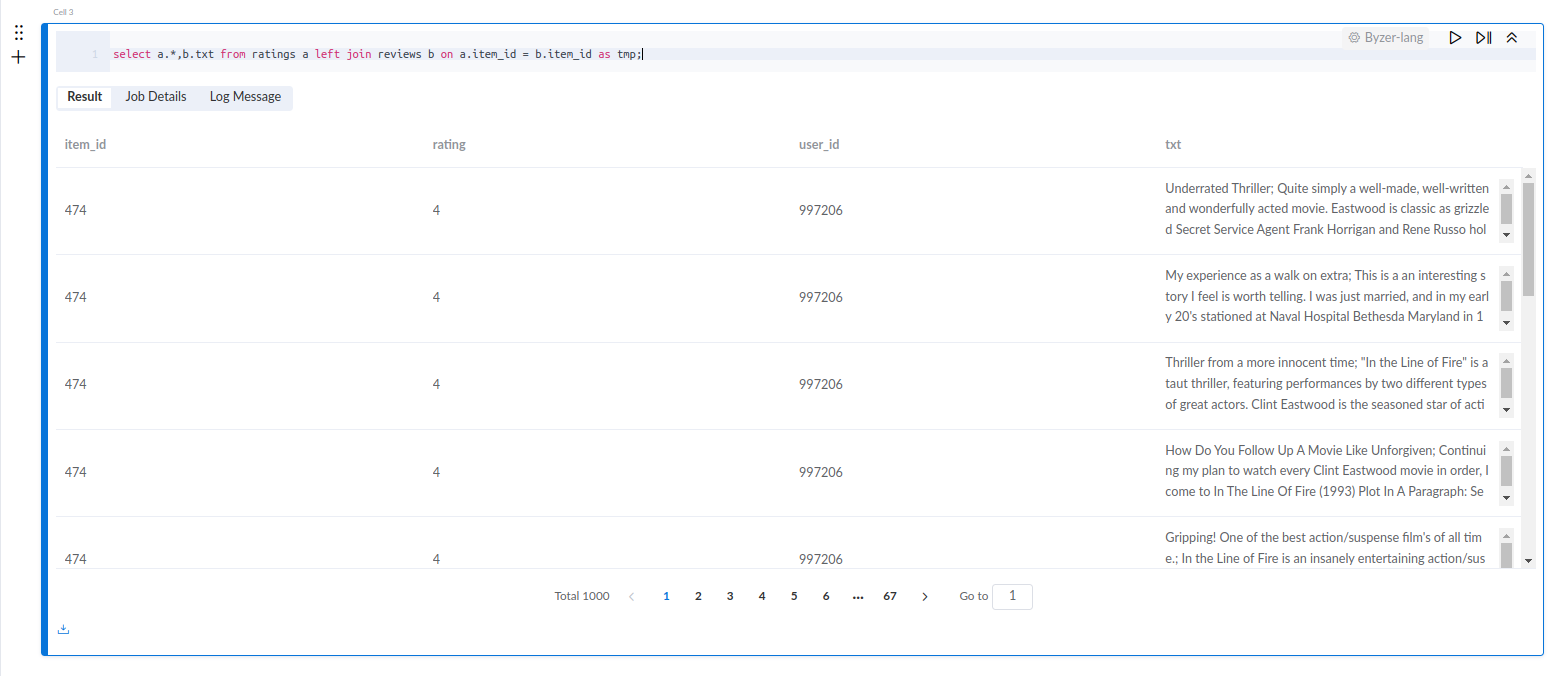 Cell 3
1 select a.*,b.txt from ratings a left join reviews b on a.item_id = b.item_id as tmp;
Byzer-lang
Result Job Details Log Message
item_id rating user_id txt
474 4 997206
Underrated Thriller; Quite simply a well-made, well-written
and wonderfully acted movie. Eastwood is classic as grizzle
d Secret Service Agent Frank Horrigan and Rene Russo hol
474 4 997206
My experience as a walk on extra; This is a an interesting s
tory I feel is worth telling. I was just married, and in my earl
y 20's stationed at Naval Hospital Bethesda Maryland in 1
474 4 997206
Thriller from a more innocent time; "In the Line of Fire" is a
taut thriller, featuring performances by two different types
of great actors. Clint Eastwood is the seasoned star of acti
474 4 997206
How Do You Follow Up A Movie Like Unforgiven; Continui
ng my plan to watch every Clint Eastwood movie in order, I
come to In The Line Of Fire (1993) Plot In A Paragraph: Se
474 4 997206
Gripping! One of the best action/suspense film's of all tim
e.; In the Line of Fire is an insanely entertaining action/sus
Total 1000 1 2 3 4 5 6 ... 67 Go to 1